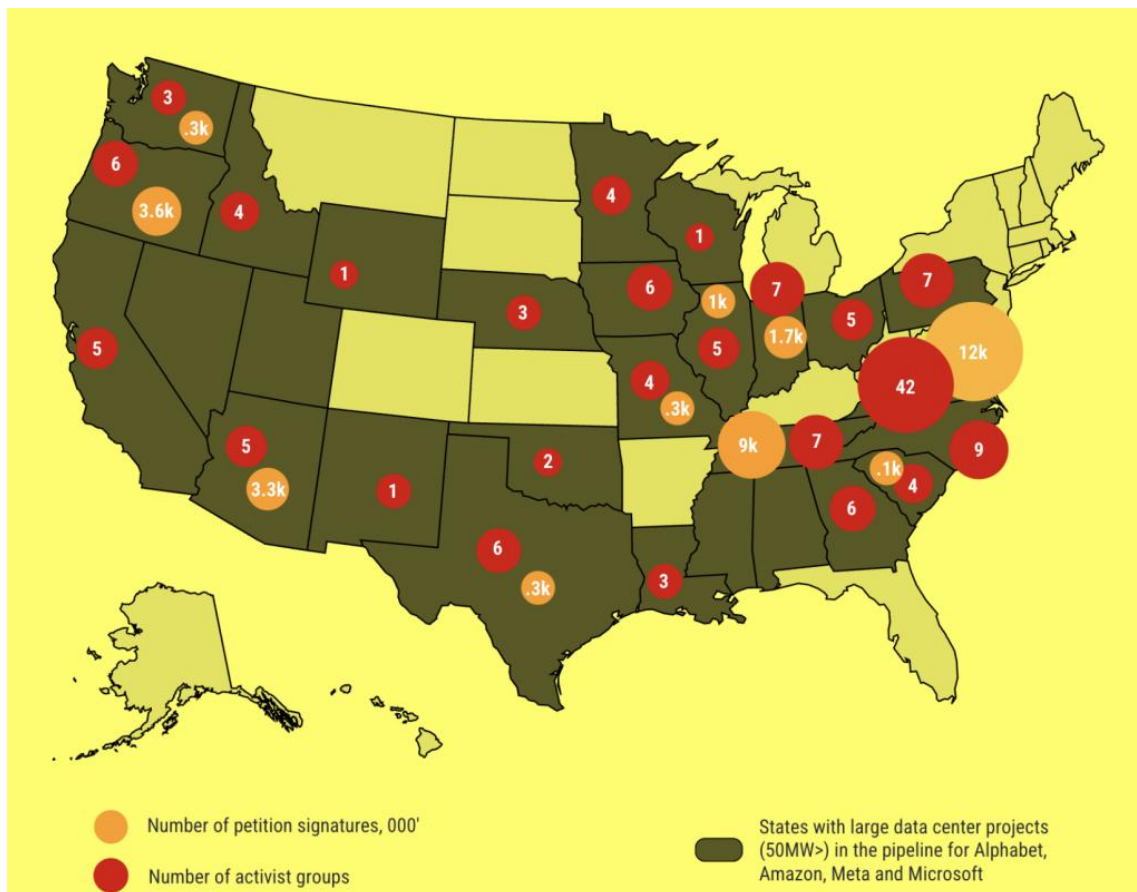 3
.3k
6
3.6k
4
4
1
1
7
7
6
1k
3
1.7k
5
5
5
12k
4
42
.3k
5
9k
7
9
2
.1k
3.3k
1
4
6
6
.3k
3
Number of petition signatures, 000'
Number of activist groups
States with large data center projects
(50MW>) in the pipeline for Alphabet,
Amazon, Meta and Microsoft